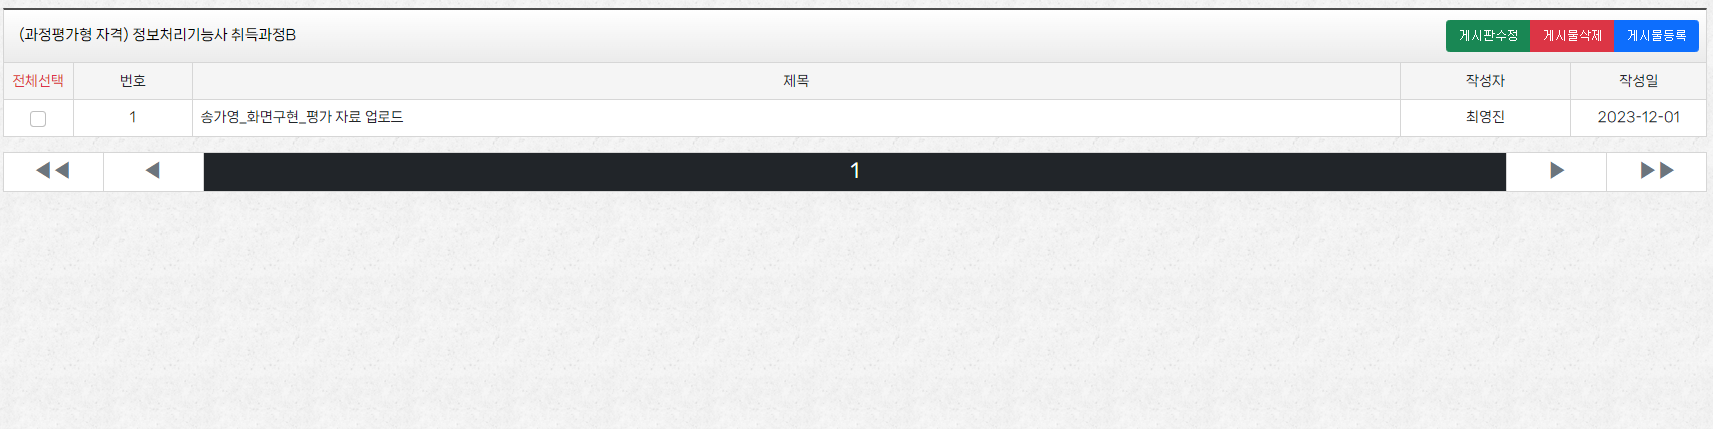 (과정평가형 자격) 정보처리기능사 취득과정B 게시판수정 게시물삭제 게시물등록
전체선택 번호 제목 작성자 작성일
1 송가영_화면구현_평가 자료 업로드 최영진 2023-12-01
◀◀ ◀ 1 ▶ ▶▶